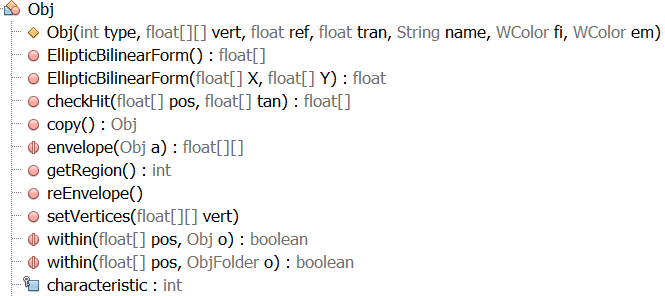 Obj
Obj(int type, float[][] vert, float ref, float tran, String name, WColor fi, WColor em)
EllipticBilinearForm() : float[]
EllipticBilinearForm(float[] X, float[] Y) : float
checkHit(float[] pos, float[] tan) : float[]
copy() : Obj
envelope(Obj a) : float[][]
getRegion() : int
reEnvelope()
setVertices(float[][] vert)
within(float[] pos, Obj o) : boolean
within(float[] pos, ObjFolder o) : boolean
characteristic : int